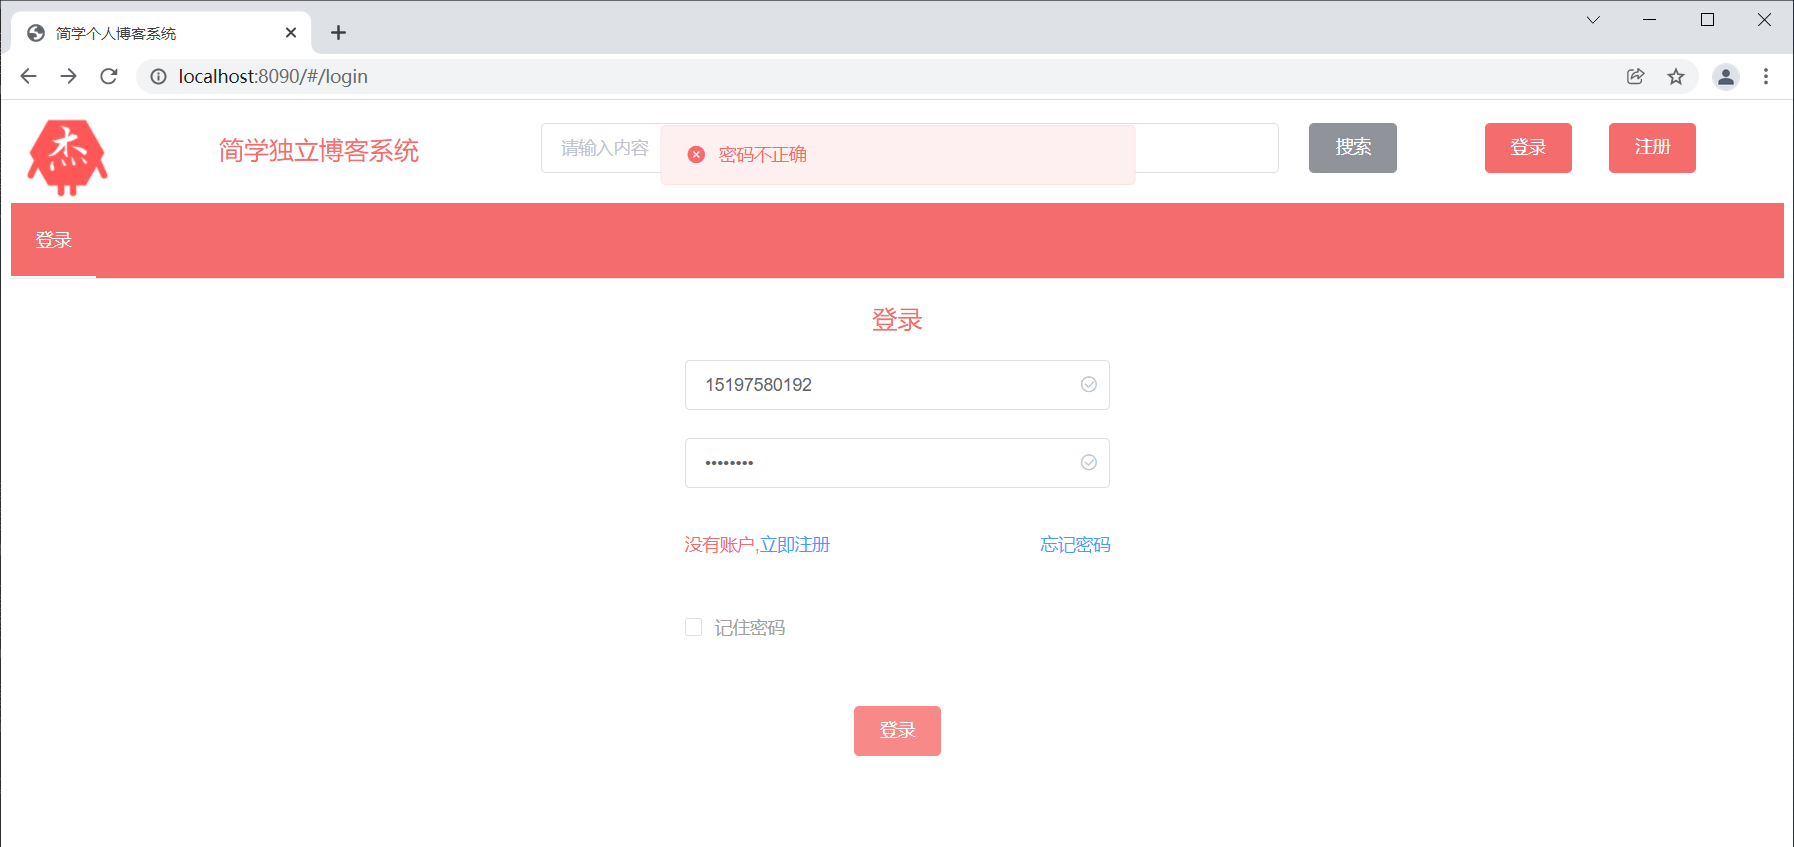 简学个人博客系统
localhost:8090/#/login
杰
简学独立博客系统
请输入内容
密码不正确
搜索
登录
注册
登录
登录
15197580192
••••••••
没有账户,立即注册
忘记密码
记住密码
登录